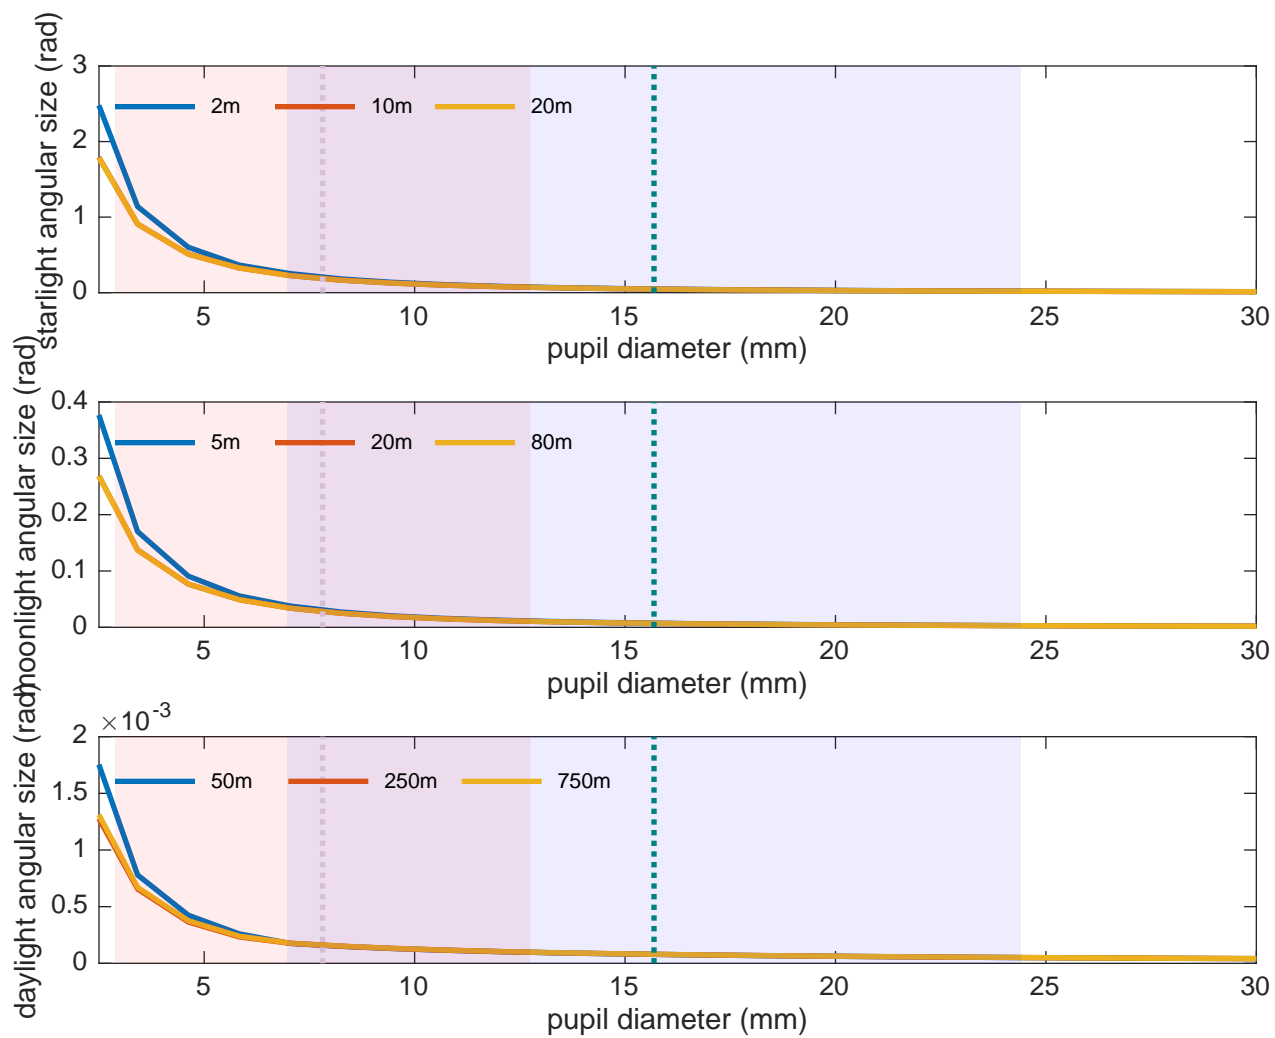 starlight angular size (rad)
3
2
1
0
2m 10m 20m
5 10 15 20 25 30
pupil diameter (mm)
moonlight angular size (rad)
0.4
0.3
0.2
0.1
0
5m 20m 80m
5 10 15 20 25 30
pupil diameter (mm)
daylight angular size (rad)
×10-3
2
1.5
1
0.5
0
50m 250m 750m
5 10 15 20 25 30
pupil diameter (mm)